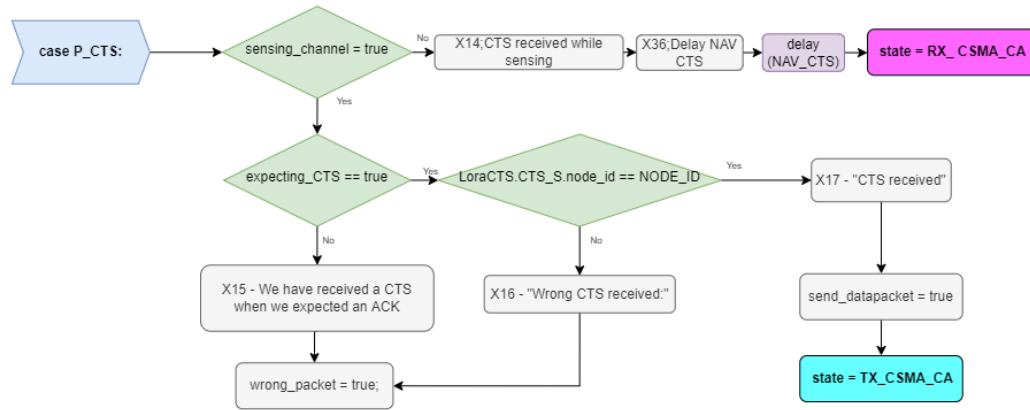 case P_CTS:
sensing_channel = true
No
X14;CTS received while
sensing
X36;Delay NAV
CTS
delay
(NAV_CTS)
state = RX_ CSMA_CA
Yes
expecting_CTS == true
Yes
LoraCTS.CTS_S.node_id == NODE_ID
Yes
X17 - "CTS received"
No
No
X15 - We have received a CTS
when we expected an ACK
X16 - "Wrong CTS received:"
send_datapacket = true
wrong_packet = true;
state = TX_CSMA_CA